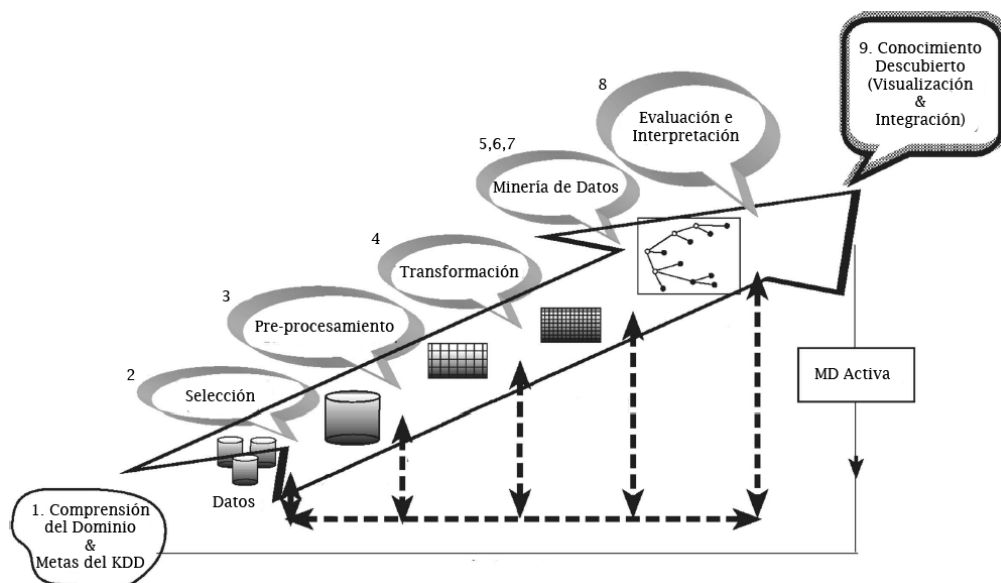 9. Conocimiento
Descubierto
(Visualización
&
Integración)
8
Evaluación e
Interpretación
5,6,7
Minería de Datos
4
Transformación
3
Pre-procesamiento
2
Selección
MD Activa
Datos
1. Comprensión
del Dominio
&
Metas del KDD